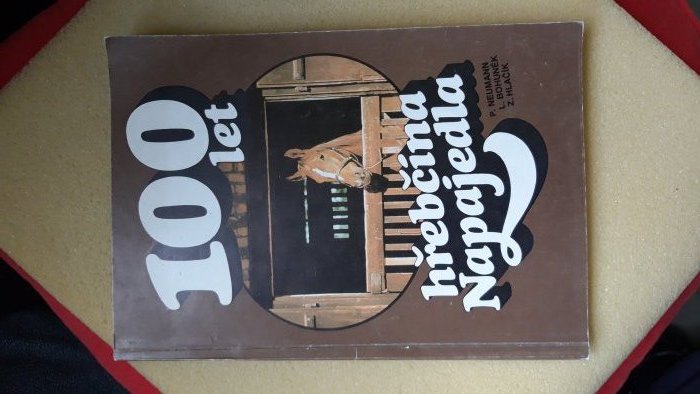 100
let
hřebčína
Napajedla
P. NEUMANN
L. BOHUNĚK
Z. HLAČÍK